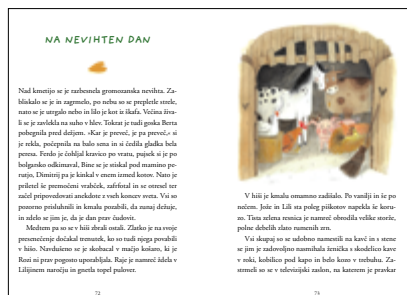 NA NEVIHTEN DAN
Nad kmetijo se je razbesnela gromozanska nevihta. Za-
bliskalo se je in zagrmelo, po nebu so se prepletle strele,
nato se je utrgalo nebo in lilo je kot iz škafa. Večina živa-
li se je zavlekla na suho v hlev. Tokrat je tudi goska Berta
pobegnila pred dežjem. »Kar je preveč, je pa preveč,« si
je rekla, počepnila na balo sena in si čedila gladka bela
peresa. Ferdo je čohljal kravico po vratu, pujsek si je po
bolgarsko odkimaval, Bine se je stiskal pod mamino pe-
rutjo, Dimitrij pa je kinkal v enem izmed kotov. Nato je
priletel še premočeni vrabček, zafrfotal in se otresel ter
začel pripovedovati anekdote z vseh koncev sveta. Vsi so
pozorno prisluhnili in kmalu pozabili, da zunaj dežuje,
in zdelo se jim je, da je dan prav čudovit.
Medtem pa so se v hiši zbrali ostali. Zlatko je na svoje
presenečenje dočakal trenutek, ko so tudi njega povabili
v hišo. Navdušeno se je skobacal v mačjo košaro, ki je
Rozi ni prav pogosto uporabljala. Raje je namreč ždela v
Lilijinem naročju in gnetla topel pulover.
72
V hiši je kmalu omamno zadišalo. Po vaniliji in še po
nečem. Jože in Lili sta poleg piškotov napekla še koru-
zo. Tista zelena resnica je namreč obrodila velike storže,
polne debelih zlato rumenih zrn.
Vsi skupaj so se udobno namestili na kavč in s stene
se jim je zadovoljno nasmihala ženička s skodelico kave
v roki, kobilico pod kapo in belo kozo v trebuhu. Za-
strmeli so se v televizijski zaslon, na katerem je pravkar
73